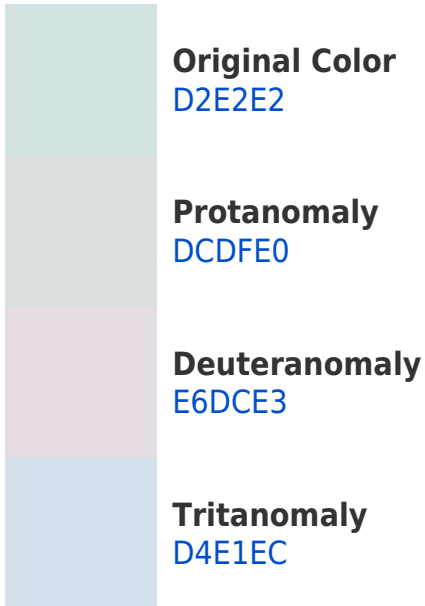 Original Color
D2E2E2
Protanomaly
DCDFE0
Deuteranomaly
E6DCE3
Tritanomaly
D4E1EC